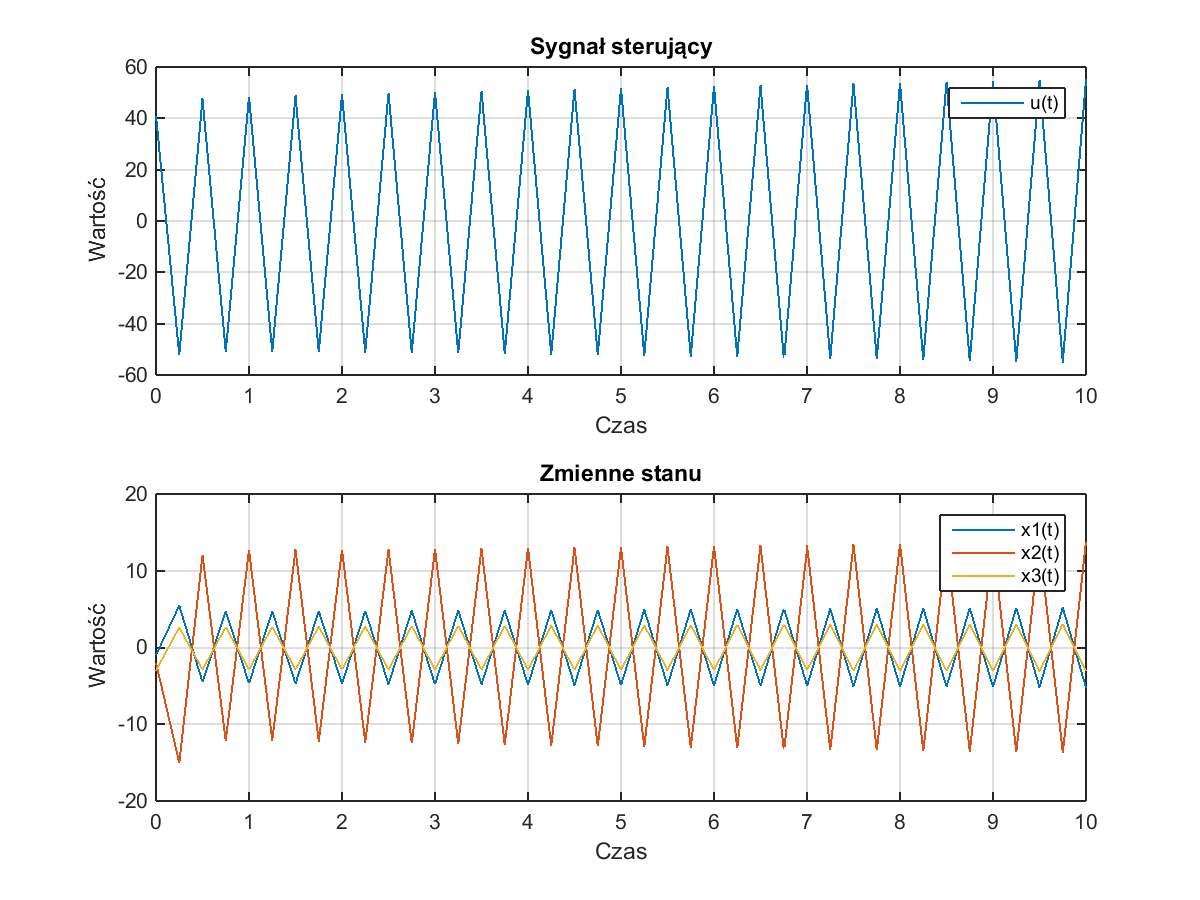 Sygnał sterujący
60
40
20
0
-20
-40
-60
Wartość
u(t)
0 1 2 3 4 5 6 7 8 9 10
Czas
Zmienne stanu
20
10
0
-10
-20
Wartość
x1(t)
x2(t)
x3(t)
0 1 2 3 4 5 6 7 8 9 10
Czas